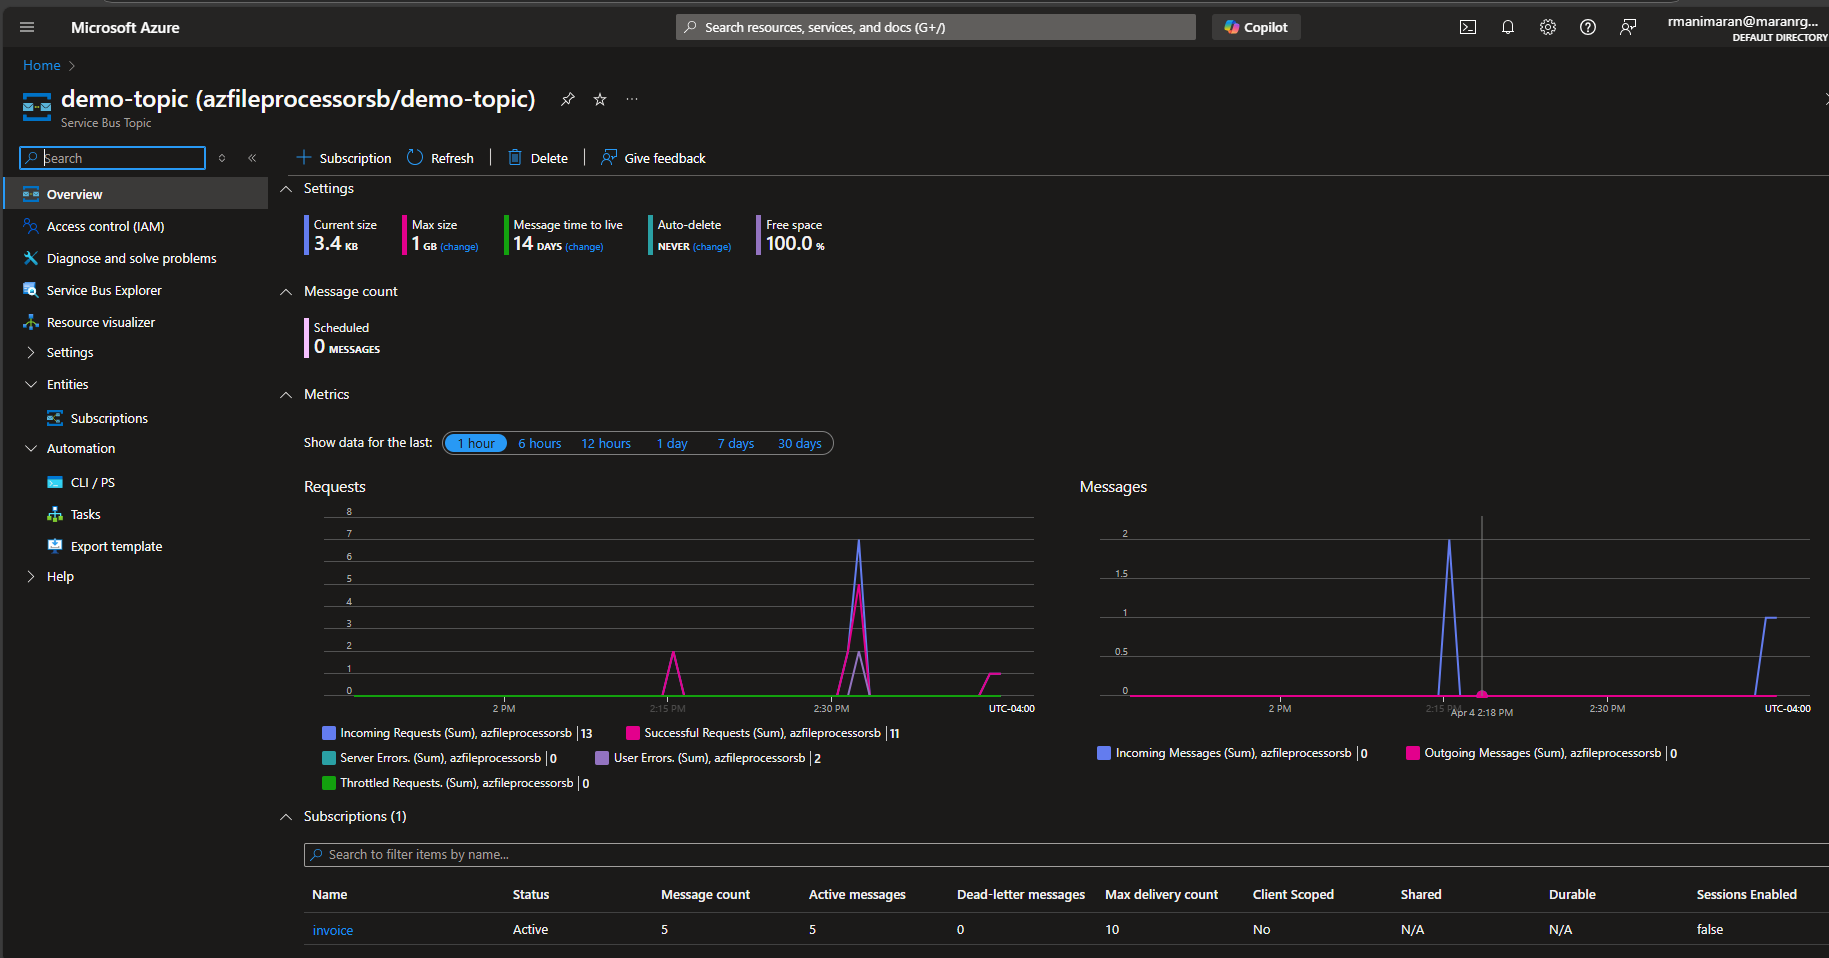 Microsoft Azure
Search resources, services, and docs (G+/)
Copilot
rmanimaran@maranrg...
DEFAULT DIRECTORY
Home
demo-topic (azfileprocessorsb/demo-topic)
Service Bus Topic
Search
Subscription Refresh Delete Give feedback
Overview
Access control (IAM)
Diagnose and solve problems
Service Bus Explorer
Resource visualizer
Settings
Entities
Subscriptions
Automation
CLI / PS
Tasks
Export template
Help
Settings
Current size
3.4 KB
Max size
1 GB (change)
Message time to live
14 DAYS (change)
Auto-delete
NEVER (change)
Free space
100.0 %
Message count
Scheduled
0 MESSAGES
Metrics
Show data for the last: 1 hour 6 hours 12 hours 1 day 7 days 30 days
Requests
8
7
6
5
4
3
2
1
0
2 PM 2:15 PM 2:30 PM UTC-04:00
Incoming Requests (Sum), azfileprocessorsb 13
Successful Requests (Sum), azfileprocessorsb 11
Server Errors. (Sum), azfileprocessorsb 0
User Errors. (Sum), azfileprocessorsb 2
Throttled Requests. (Sum), azfileprocessorsb 0
Messages
2
1.5
1
0.5
0
2 PM 2:15 PM Apr 4 2:18 PM 2:30 PM UTC-04:00
Incoming Messages (Sum), azfileprocessorsb 0
Outgoing Messages (Sum), azfileprocessorsb 0
Subscriptions (1)
Search to filter items by name...
Name Status Message count Active messages Dead-letter messages Max delivery count Client Scoped Shared Durable Sessions Enabled
invoice Active 5 5 0 10 No N/A N/A false